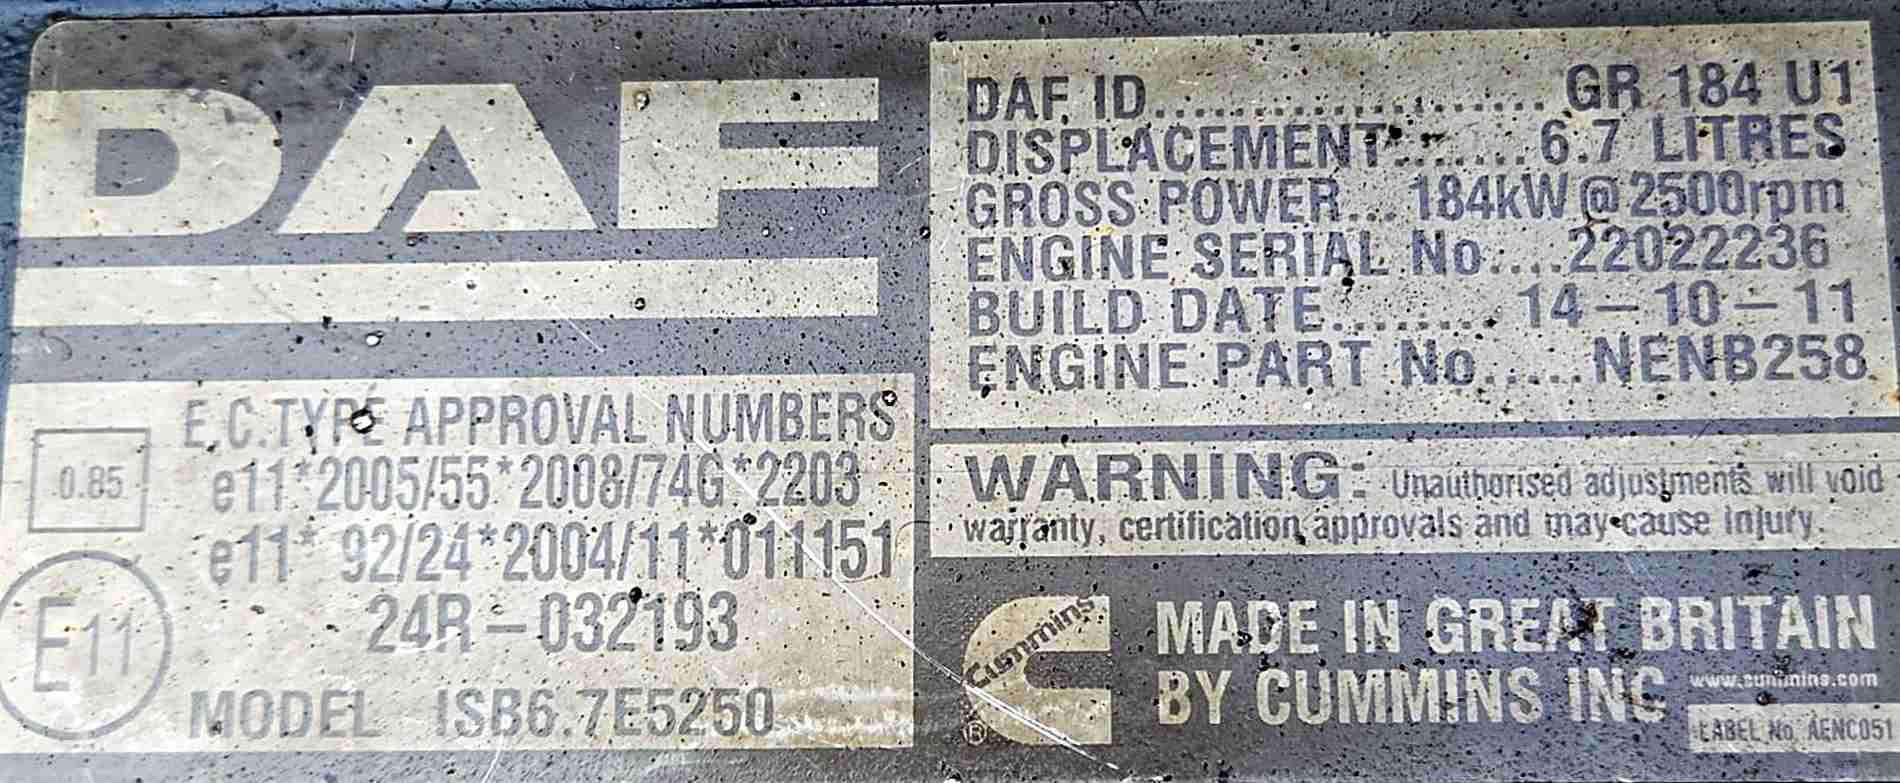 DAF
DAF ID........................ GR 184 U1
DISPLACEMENT........6.7 LITRES
GROSS POWER... 184kW@2500rpm
ENGINE SERIAL No....22022236
BUILD DATE......... 14-10-11
ENGINE PART No......NENB258
E.C.TYPE APPROVAL NUMBERS
0.85
e11*2005/55*2008/74G*2203
e11* 92/24*2004/11*011151
E11
24R-032193
MODEL ISB6.7E5250
WARNING: Unauthorised adjustments will void
warranty, certification approvals and may cause injury.
Cummins
®
MADE IN GREAT BRITAIN
BY CUMMINS INC www.cummins.com
LABEL No. AENC051